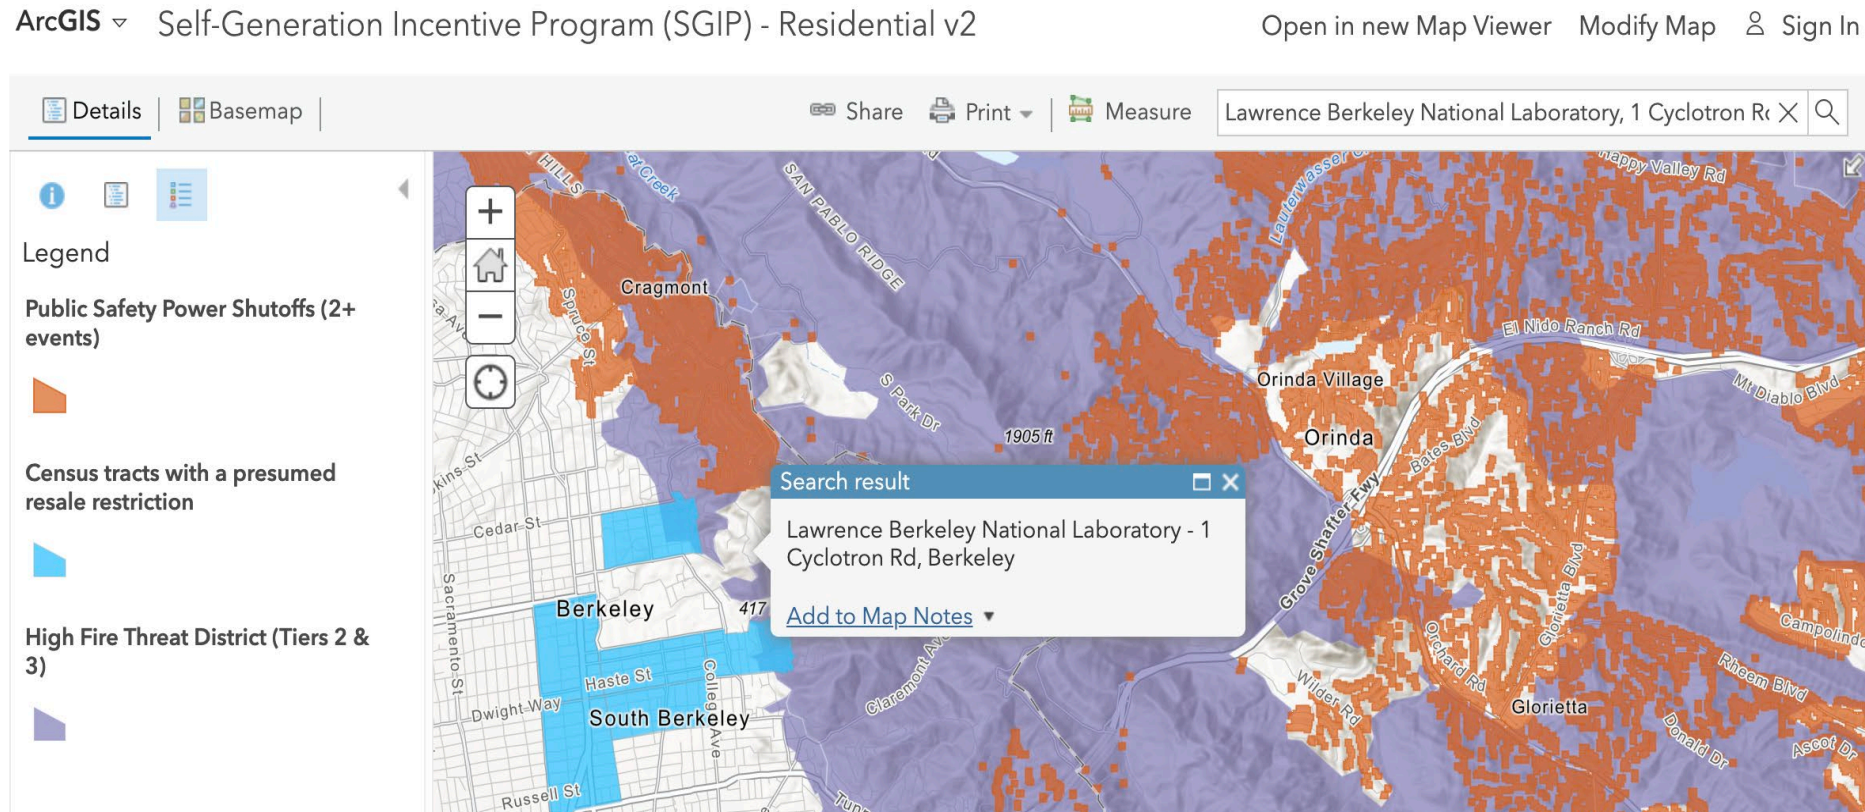 ArcGIS
Self-Generation Incentive Program (SGIP) - Residential v2
Open in new Map Viewer
Modify Map
Sign In
Details
Basemap
Share
Print
Measure
Lawrence Berkeley National Laboratory, 1 Cyclotron
Legend
Public Safety Power Shutoffs (2+
events)
Census tracts with a presumed
resale restriction
High Fire Threat District (Tiers 2 &
3)
HILLS
Creek
SAN PABLO RIDGE
Lauterwasser
Happy Valley Rd
Cragmont
Spruce St
S Park Dr
1905 ft
El Nido Ranch Rd
Orinda Village
Mt Diablo Blvd
Orinda
Bates Blvd
Search result
Lawrence Berkeley National Laboratory - 1
Cyclotron Rd, Berkeley
Add to Map Notes
Cedar St
Sacramento St
Berkeley
417
Grove Shafter Fwy
Glorietta Blvd
Haste St
College Ave
Claremont
Dwight Way
South Berkeley
Orchard Rd
Wilder Rd
Glorietta
Rheem Blvd
Donald Dr
Ascot Dr
Russell St